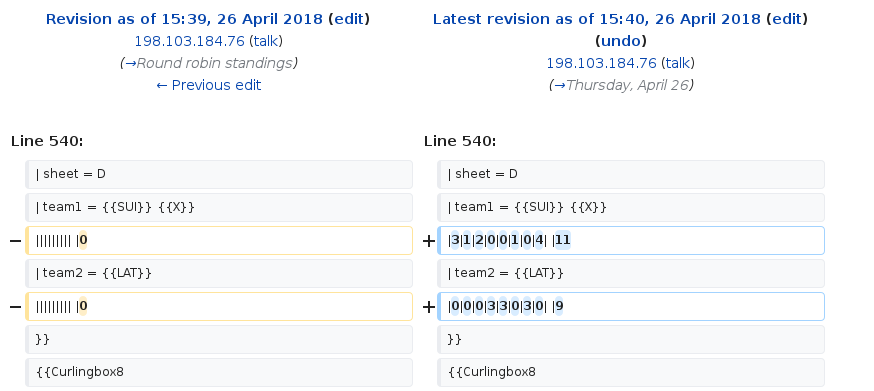 Revision as of 15:39, 26 April 2018 (edit)
198.103.184.76 (talk)
(→Round robin standings)
← Previous edit
Latest revision as of 15:40, 26 April 2018 (edit)
(undo)
198.103.184.76 (talk)
(→Thursday, April 26)
Line 540:
Line 540:
| sheet = D
| sheet = D
| team1 = {{SUI}} {{X}}
| team1 = {{SUI}} {{X}}
− ||||||||| |0
+ |3|1|2|0|0|1|0|4| |11
| team2 = {{LAT}}
| team2 = {{LAT}}
− ||||||||| |0
+ |0|0|0|3|3|0|3|0| |9
}}
}}
{{Curlingbox8
{{Curlingbox8